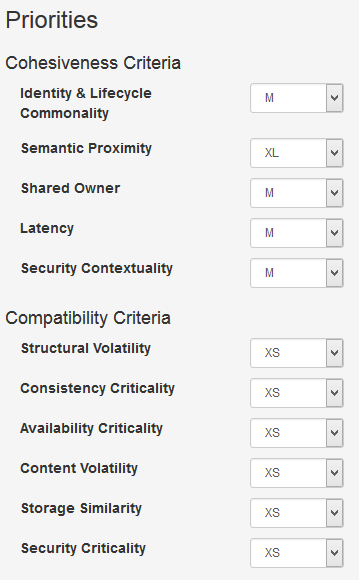 Priorities
Cohesiveness Criteria
Identity & Lifecycle
Commonality
M
Semantic Proximity
XL
Shared Owner
M
Latency
M
Security Contextuality
M
Compatibility Criteria
Structural Volatility
XS
Consistency Criticality
XS
Availability Criticality
XS
Content Volatility
XS
Storage Similarity
XS
Security Criticality
XS